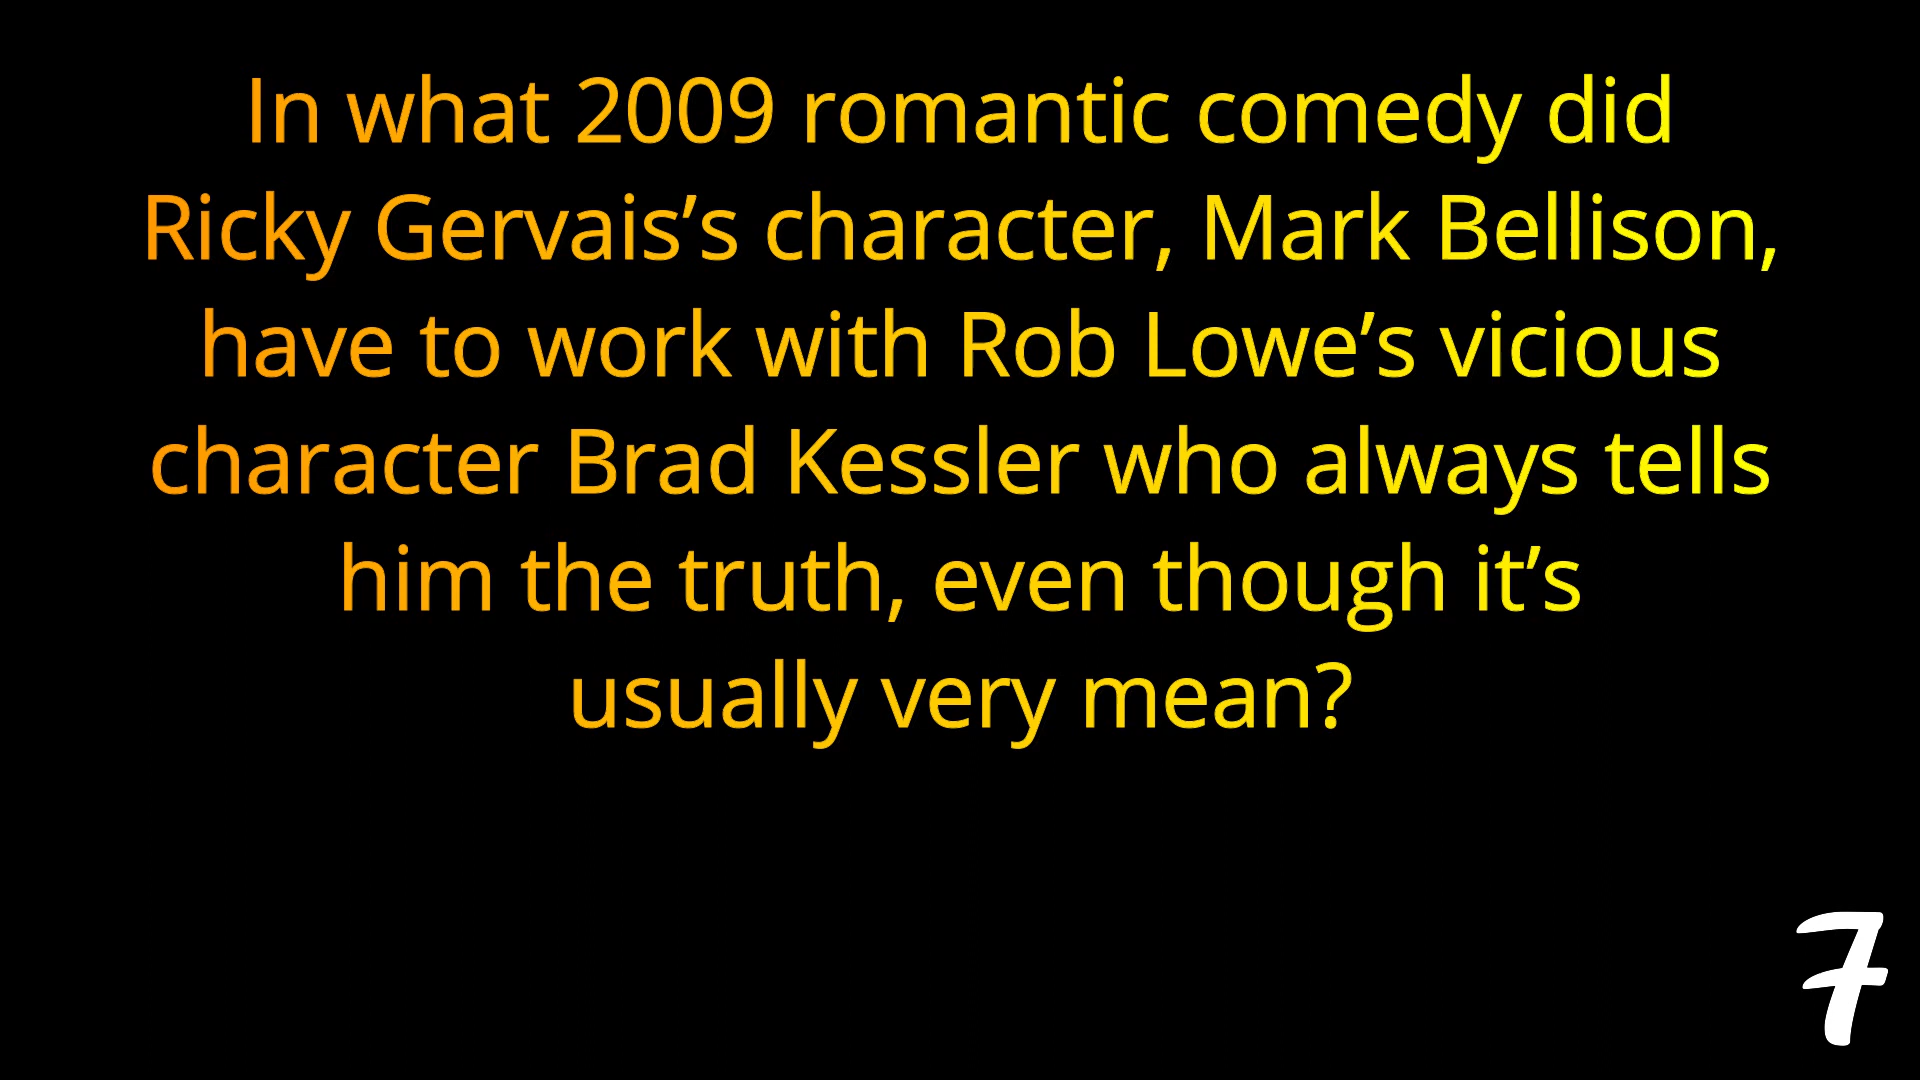 In what 2009 romantic comedy did
Ricky Gervais’s character, Mark Bellison,
have to work with Rob Lowe’s vicious
character Brad Kessler who always tells
him the truth, even though it’s
usually very mean?
7